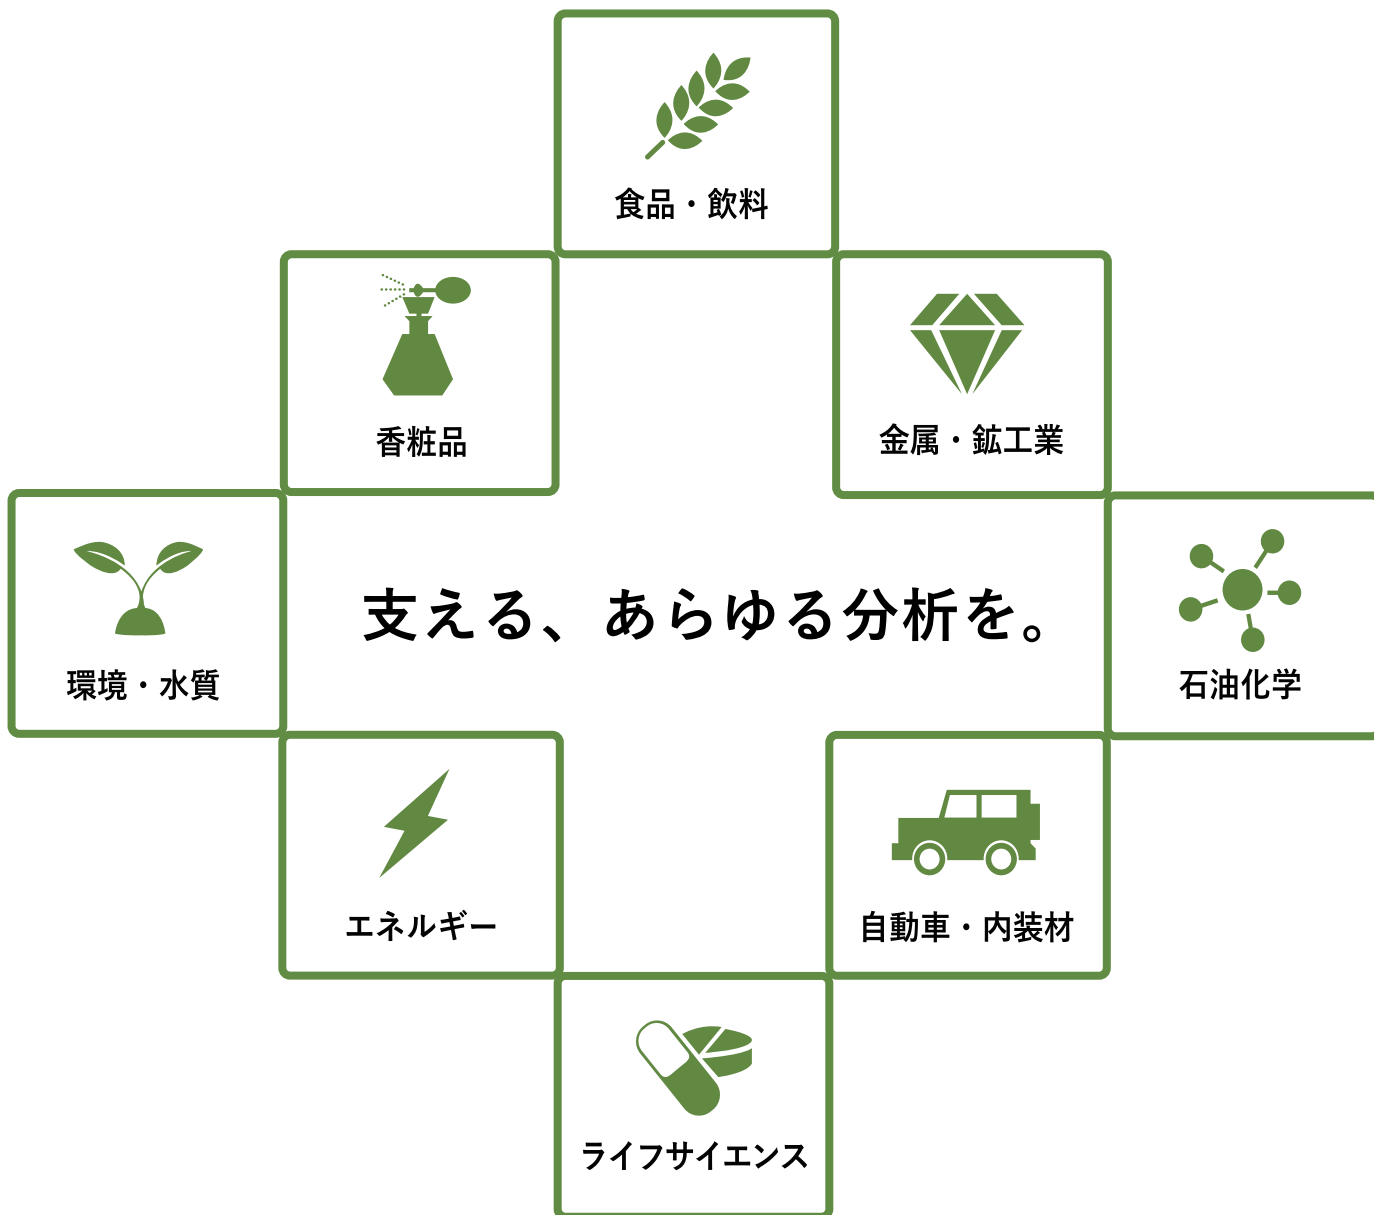 食品・飲料
香粧品
金属・鉱工業
支える、あらゆる分析を。
環境・水質
石油化学
エネルギー
自動車・内装材
ライフサイエンス